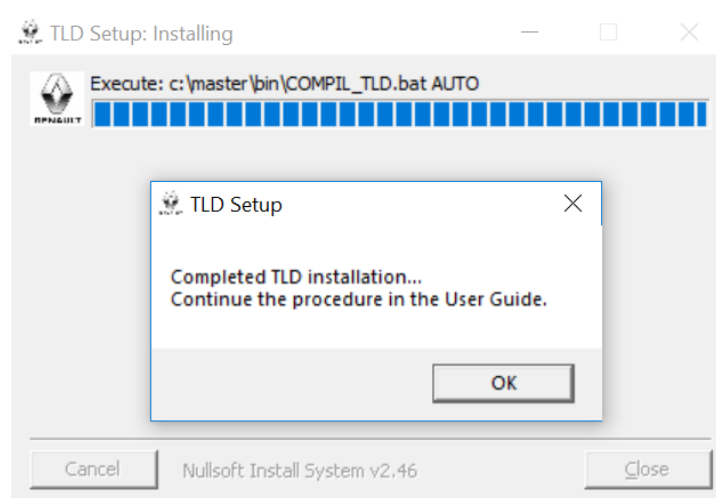 TLD Setup: Installing
Execute: c:\master\bin\COMPIL_TLD.bat AUTO
RENAULT
TLD Setup
Completed TLD installation...
Continue the procedure in the User Guide.
OK
Cancel
Nullsoft Install System v2.46
Close